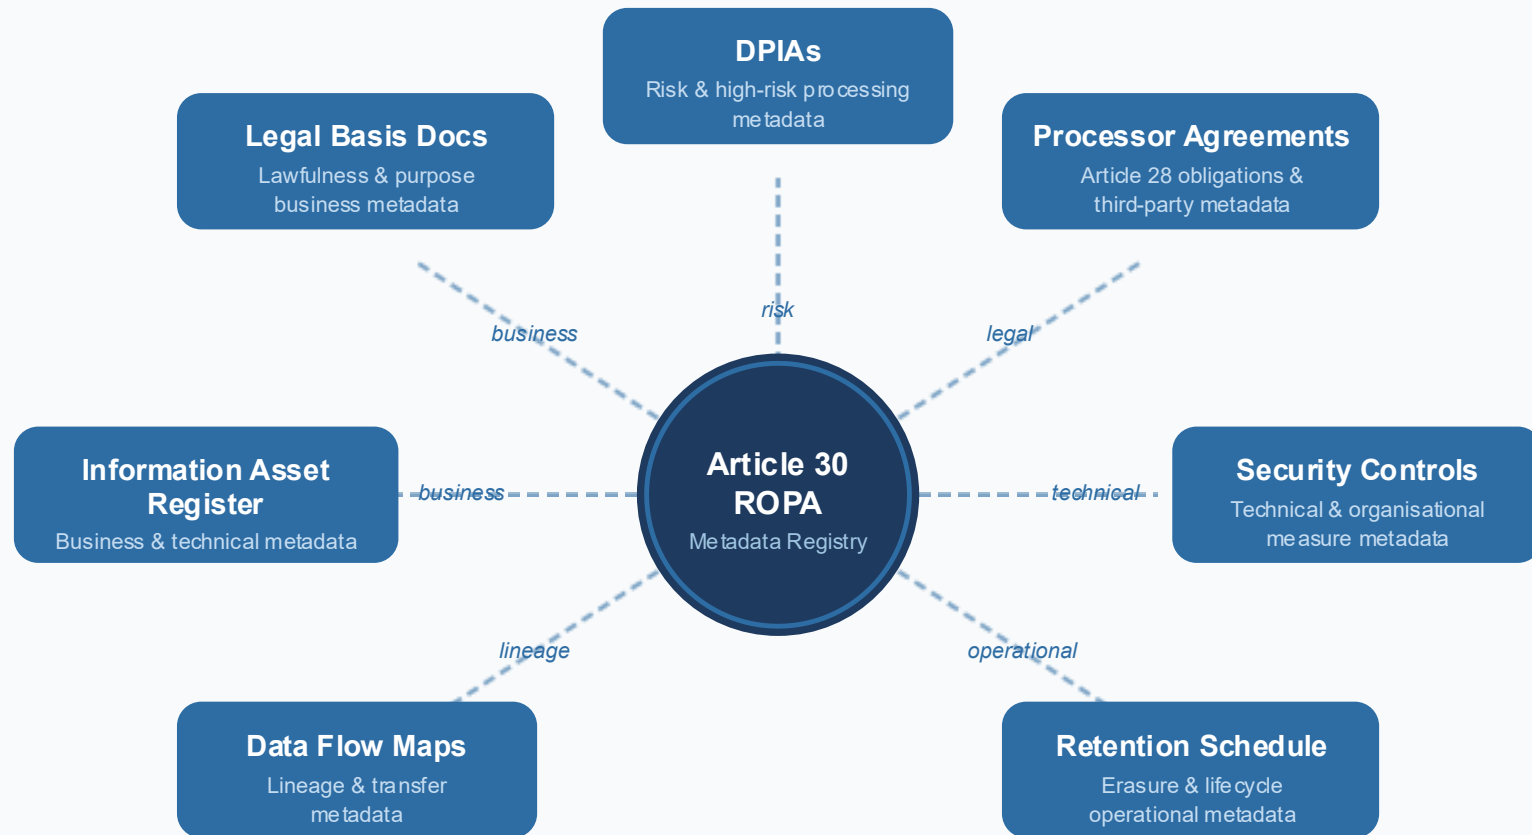 DPIAs
Risk & high-risk processing
metadata
Legal Basis Docs
Lawfulness & purpose
business metadata
Processor Agreements
Article 28 obligations &
third-party metadata
risk
business
legal
Information Asset
Register
Business & technical metadata
business
Article 30
ROPA
Metadata Registry
technical
Security Controls
Technical & organisational
measure metadata
lineage
operational
Data Flow Maps
Lineage & transfer
metadata
Retention Schedule
Erasure & lifecycle
operational metadata